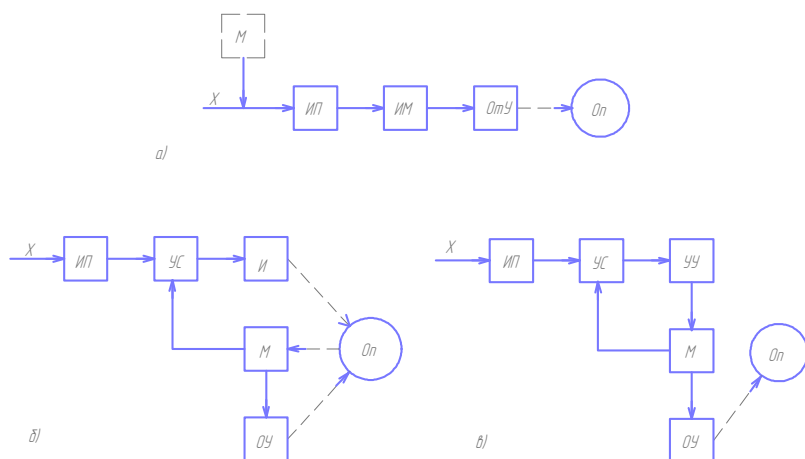 М
Х ИП ИМ ОтУ Оп
а)
Х ИП УС И
М Оп
ОУ
б)
Х ИП УС УУ
М Оп
ОУ
в)